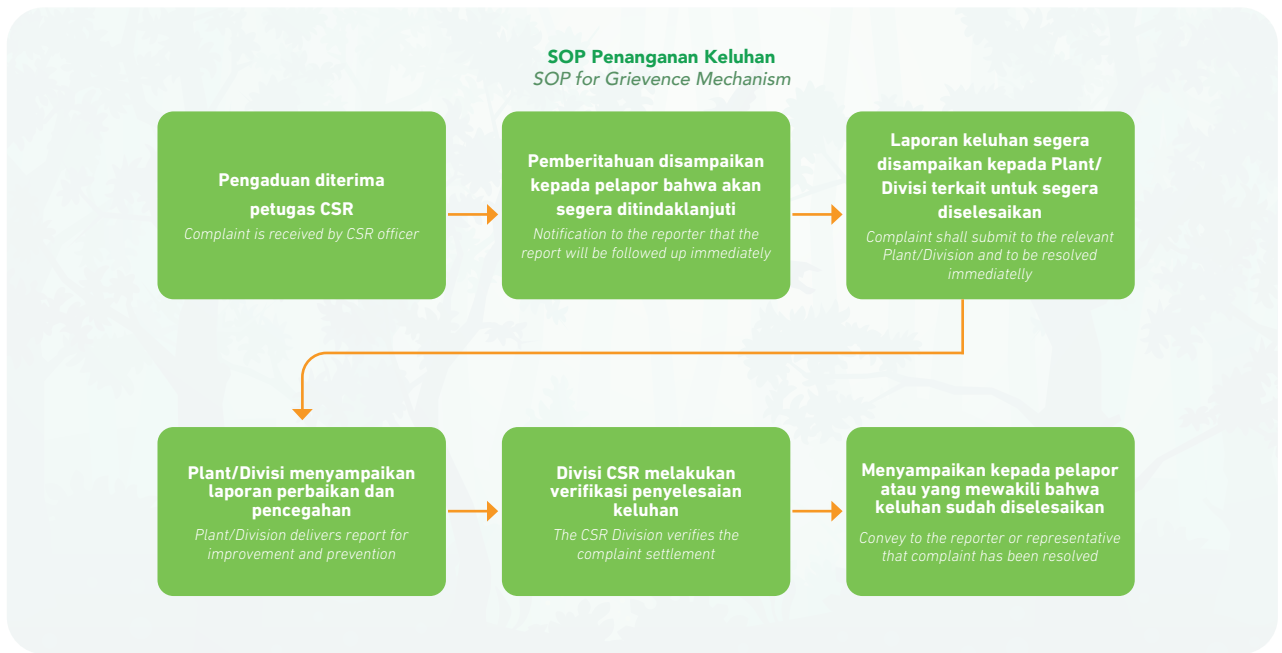 SOP Penanganan Keluhan
SOP for Grievence Mechanism
Pengaduan diterima
petugas CSR
Complaint is received by CSR officer
Pemberitahuan disampaikan
kepada pelapor bahwa akan
segera ditindaklanjuti
Notification to the reporter that the
report will be followed up immediately
Laporan keluhan segera
disampaikan kepada Plant/
Divisi terkait untuk segera
diselesaikan
Complaint shall submit to the relevant
Plant/Division and to be resolved
immediatelly
Plant/Divisi menyampaikan
laporan perbaikan dan
pencegahan
Plant/Division delivers report for
improvement and prevention
Divisi CSR melakukan
verifikasi penyelesaian
keluhan
The CSR Division verifies the
complaint settlement
Menyampaikan kepada pelapor
atau yang mewakili bahwa
keluhan sudah diselesaikan
Convey to the reporter or representative
that complaint has been resolved